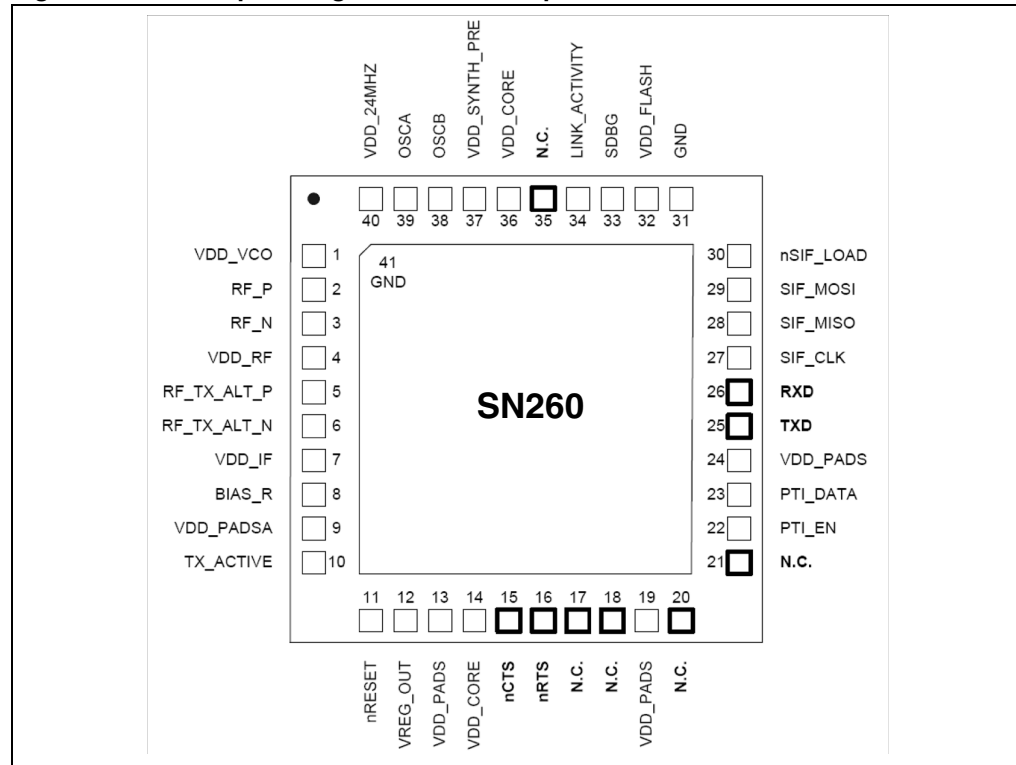 VDD_24MHZ
OSCA
OSCB
VDD_SYNTH_PRE
VDD_CORE
N.C.
LINK_ACTIVITY
SDBG
VDD_FLASH
GND
40 39 38 37 36 35 34 33 32 31
VDD_VCO 1
RF_P 2
RF_N 3
VDD_RF 4
RF_TX_ALT_P 5
RF_TX_ALT_N 6
VDD_IF 7
BIAS_R 8
VDD_PADSA 9
TX_ACTIVE 10
41
GND
SN260
30 nSIF_LOAD
29 SIF_MOSI
28 SIF_MISO
27 SIF_CLK
26 RXD
25 TXD
24 VDD_PADS
23 PTI_DATA
22 PTI_EN
21 N.C.
11 12 13 14 15 16 17 18 19 20
nRESET
VREG_OUT
VDD_PADS
VDD_CORE
nCTS
nRTS
N.C.
N.C.
VDD_PADS
N.C.